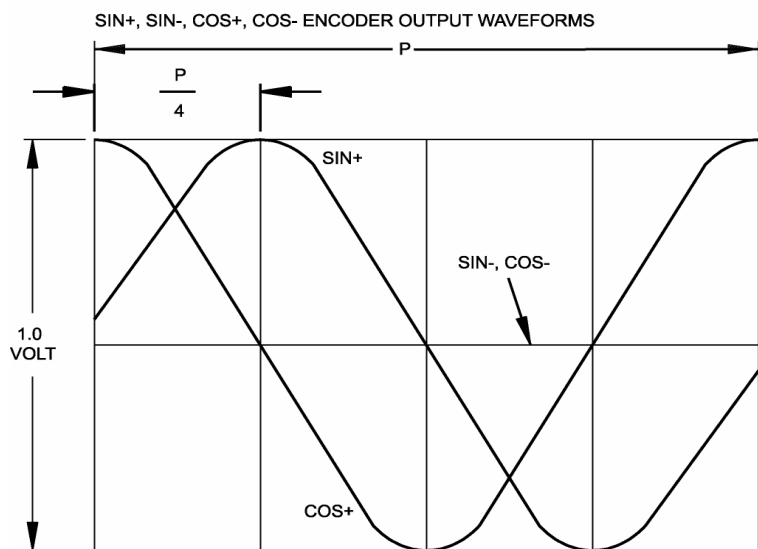 SIN+, SIN-, COS+, COS- ENCODER OUTPUT WAVEFORMS
P
P
4
SIN+
SIN-, COS-
1.0
VOLT
COS+